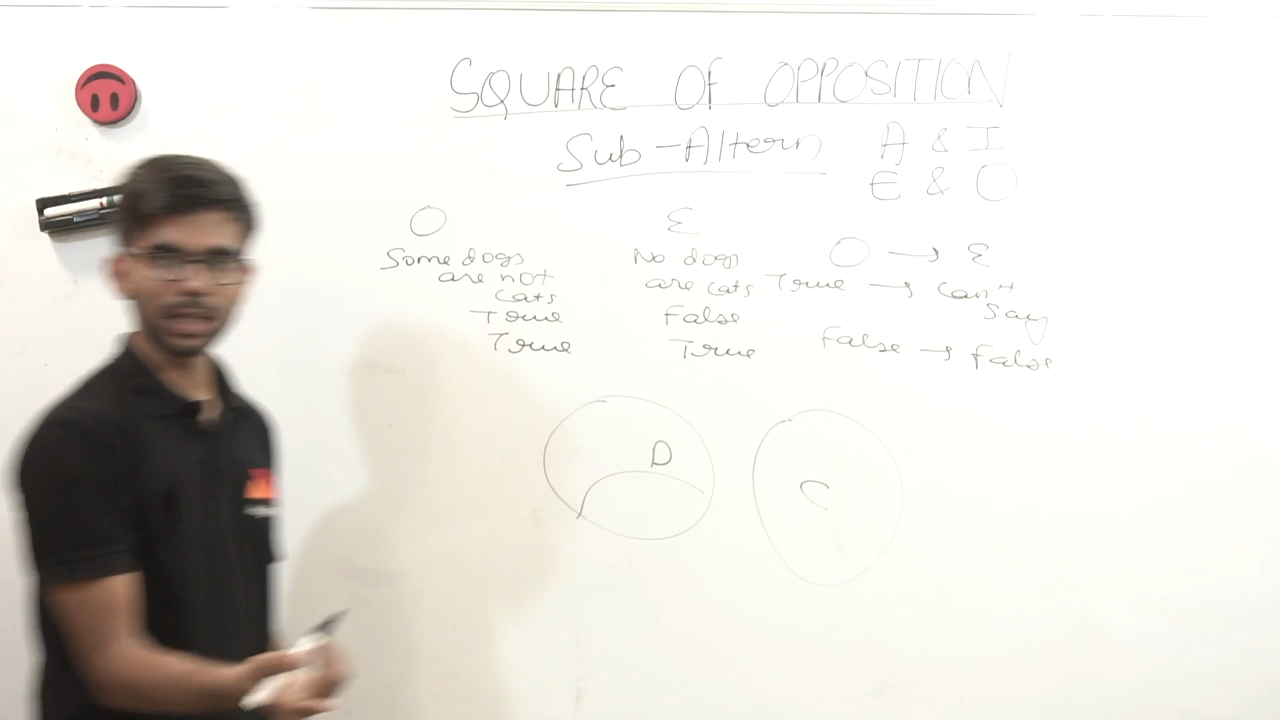 SQUARE OF OPPOSITION
Sub-Altern A & I
E & O
O E
Some dogs No dogs O → E
are not are cats True → Can't
cats Say
True False
True True False → false
D
C